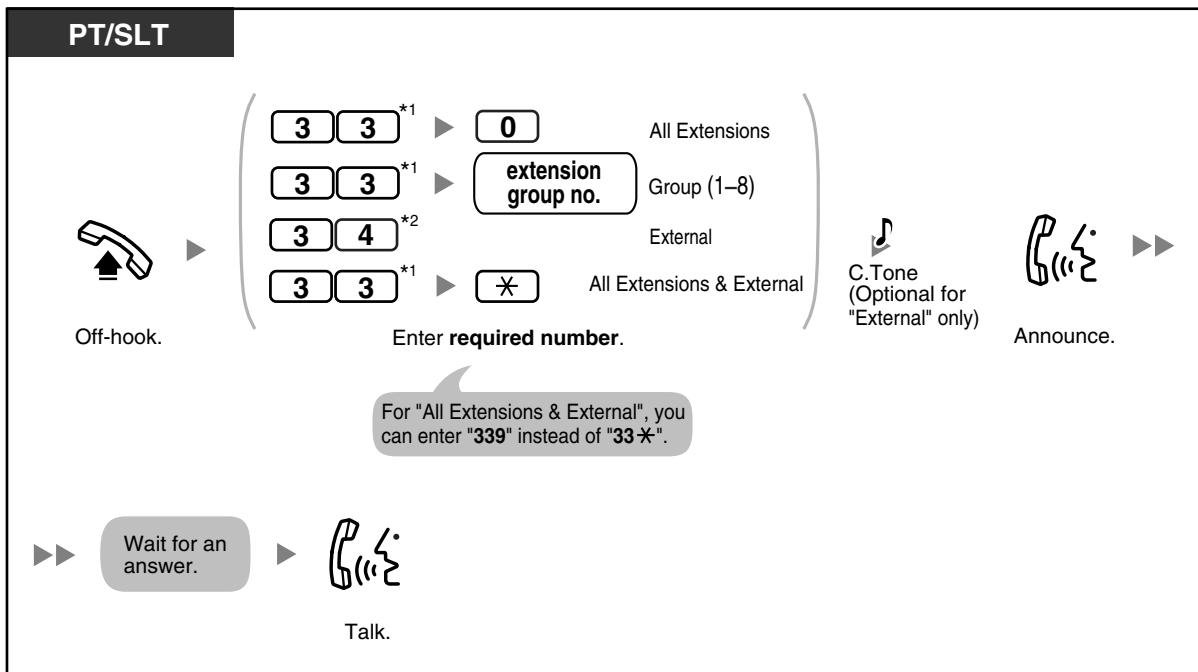 PT/SLT
3 3 *1 0 All Extensions
3 3 *1 extension group no. Group (1–8)
3 4 *2 External
3 3 *1 ✳ All Extensions & External
C.Tone
(Optional for
"External" only)
Off-hook.
Enter required number.
Announce.
For "All Extensions & External", you
can enter "339" instead of "33✳".
Wait for an
answer.
Talk.